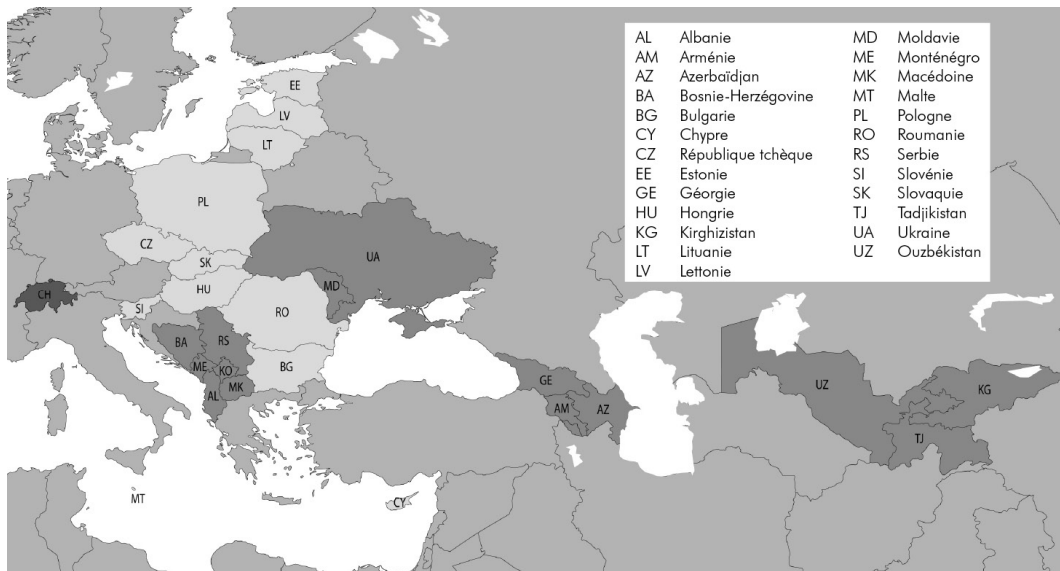 AL Albanie
AM Arménie
AZ Azerbaïdjan
BA Bosnie-Herzégovine
BG Bulgarie
CY Chypre
CZ République tchèque
EE Estonie
GE Géorgie
HU Hongrie
KG Kirghizistan
LT Lituanie
LV Lettonie
MD Moldavie
ME Monténégro
MK Macédoine
MT Malte
PL Pologne
RO Roumanie
RS Serbie
SI Slovénie
SK Slovaquie
TJ Tadjikistan
UA Ukraine
UZ Ouzbékistan
EE
LV
LT
PL
CZ
SK
UA
HU
MD
CH
SI
RO
BA
RS
ME
KO
BG
MK
AL
GE
AM
AZ
UZ
KG
TJ
MT
CY